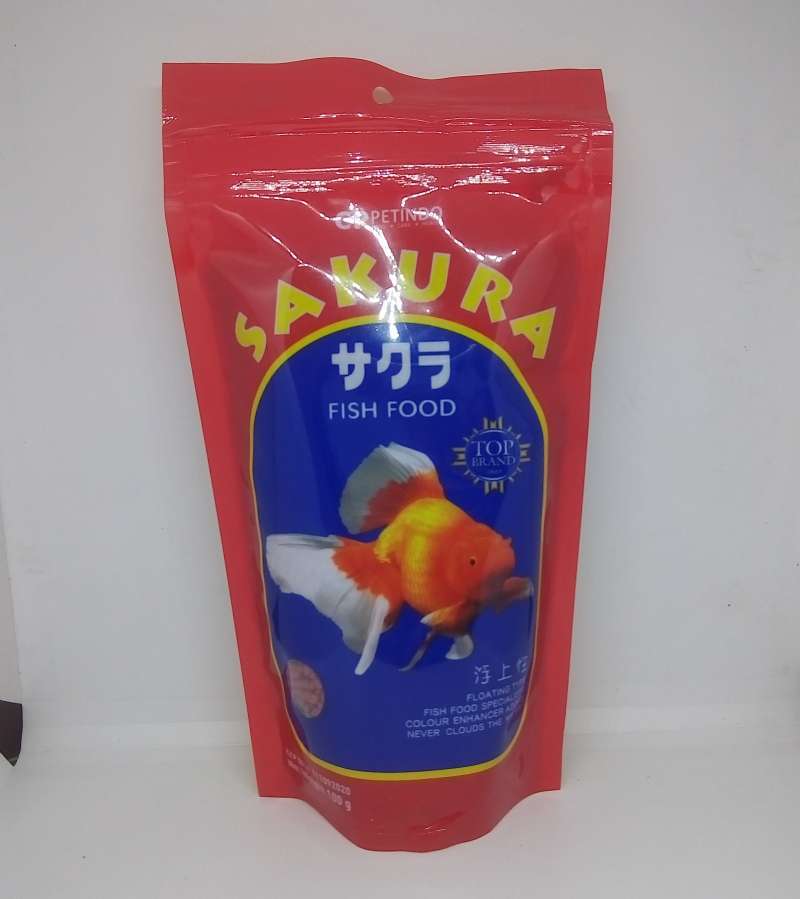 CP PETINDO
SAKURA
サクラ
FISH FOOD
TOP
BRAND
浮上性
FLOATING TYPE
FISH FOOD
COLOUR ENHANCER
NEVER CLOUDS THE
100 g